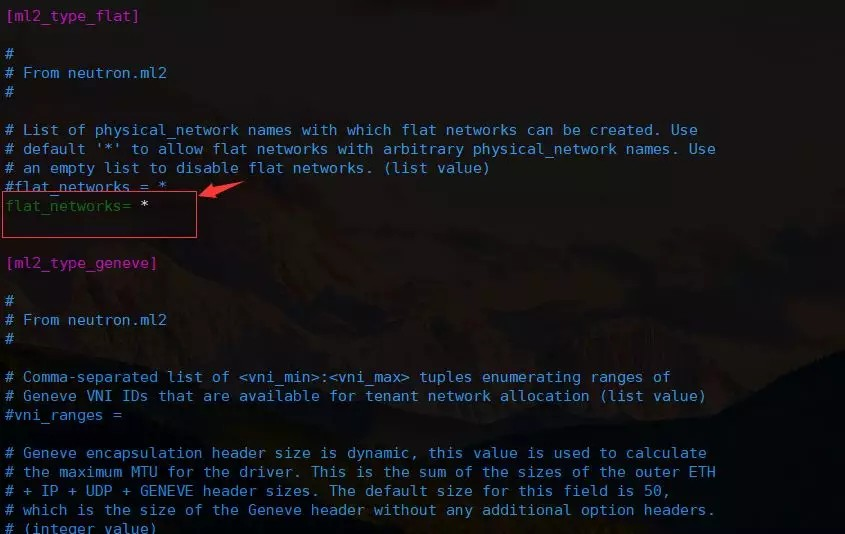 [ml2_type_flat]
#
# From neutron.ml2
#
# List of physical_network names with which flat networks can be created. Use
# default '*' to allow flat networks with arbitrary physical_network names. Use
# an empty list to disable flat networks. (list value)
#flat_networks = *
flat_networks= *
[ml2_type_geneve]
#
# From neutron.ml2
#
# Comma-separated list of <vni_min>:<vni_max> tuples enumerating ranges of
# Geneve VNI IDs that are available for tenant network allocation (list value)
#vni_ranges =
# Geneve encapsulation header size is dynamic, this value is used to calculate
# the maximum MTU for the driver. This is the sum of the sizes of the outer ETH
# + IP + UDP + GENEVE header sizes. The default size for this field is 50,
# which is the size of the Geneve header without any additional option headers.
# (integer value)